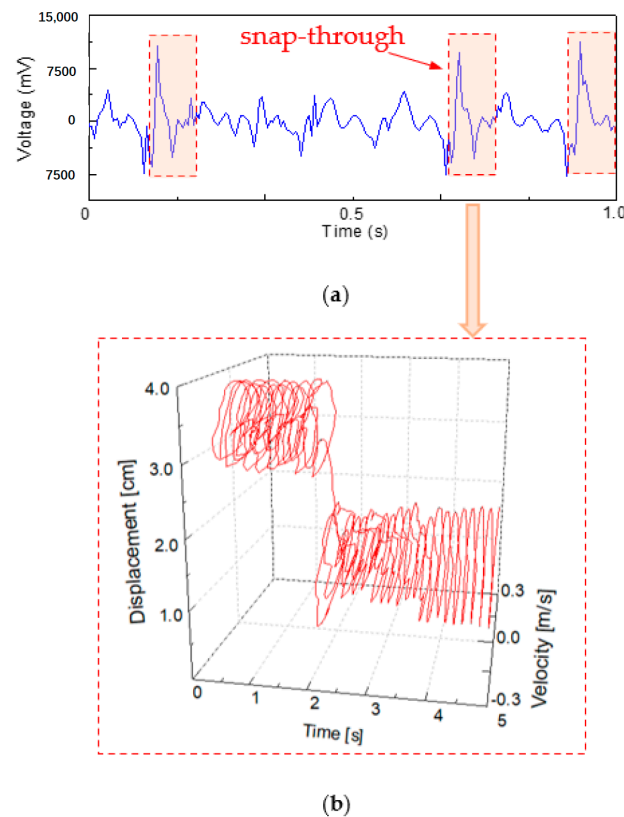 15,000
snap-through
7500
0
7500
Voltage (mV)
0
0.5
1.0
Time (s)
(a)
4.0
3.0
2.0
1.0
Displacement [cm]
0.3
0.0
-0.3
Velocity [m/s]
0
1
2
3
4
5
Time [s]
(b)